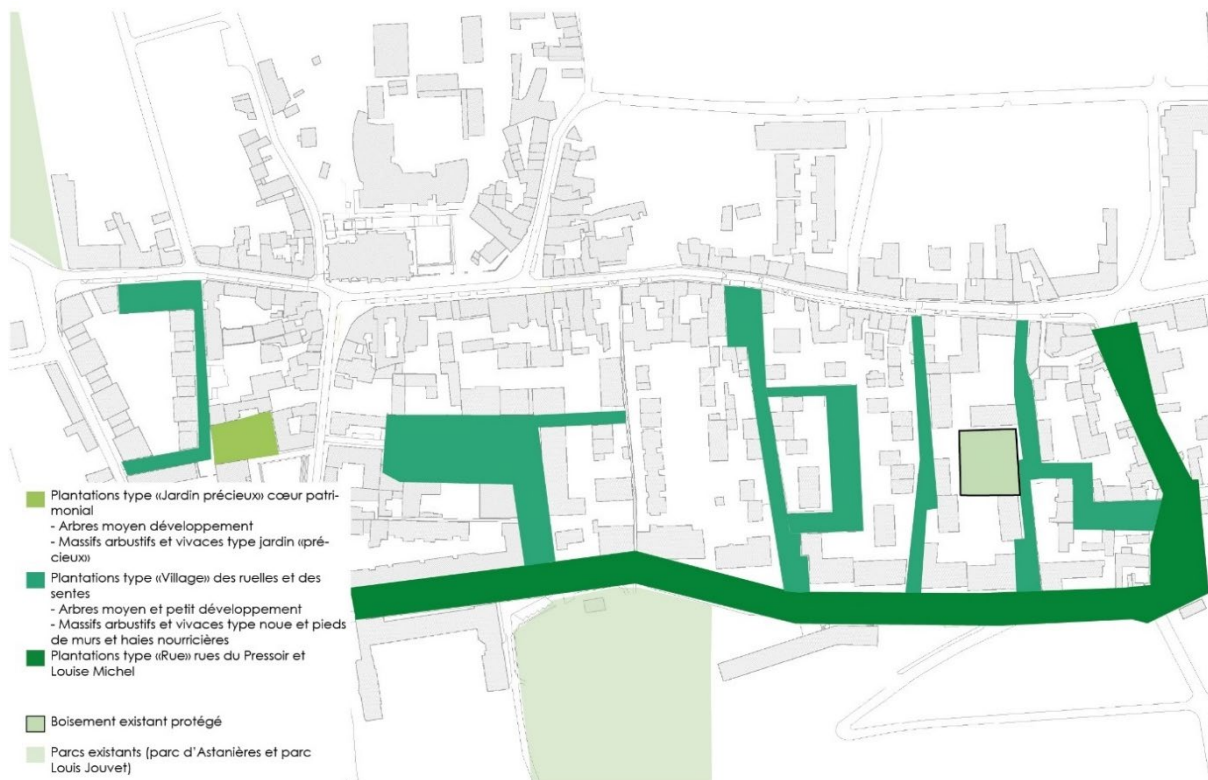 Plantations type «Jardin précieux» cœur patri-
monial
- Arbres moyen développement
- Massifs arbustifs et vivaces type jardin «pré-
cieux»
Plantations type «Village» des ruelles et des
sentes
- Arbres moyen et petit développement
- Massifs arbustifs et vivaces type noue et pieds
de murs et haies nourricières
Plantations type «Rue» rues du Pressoir et
Louise Michel
Boisement existant protégé
Parcs existants (parc d'Astanières et parc
Louis Jouvet)